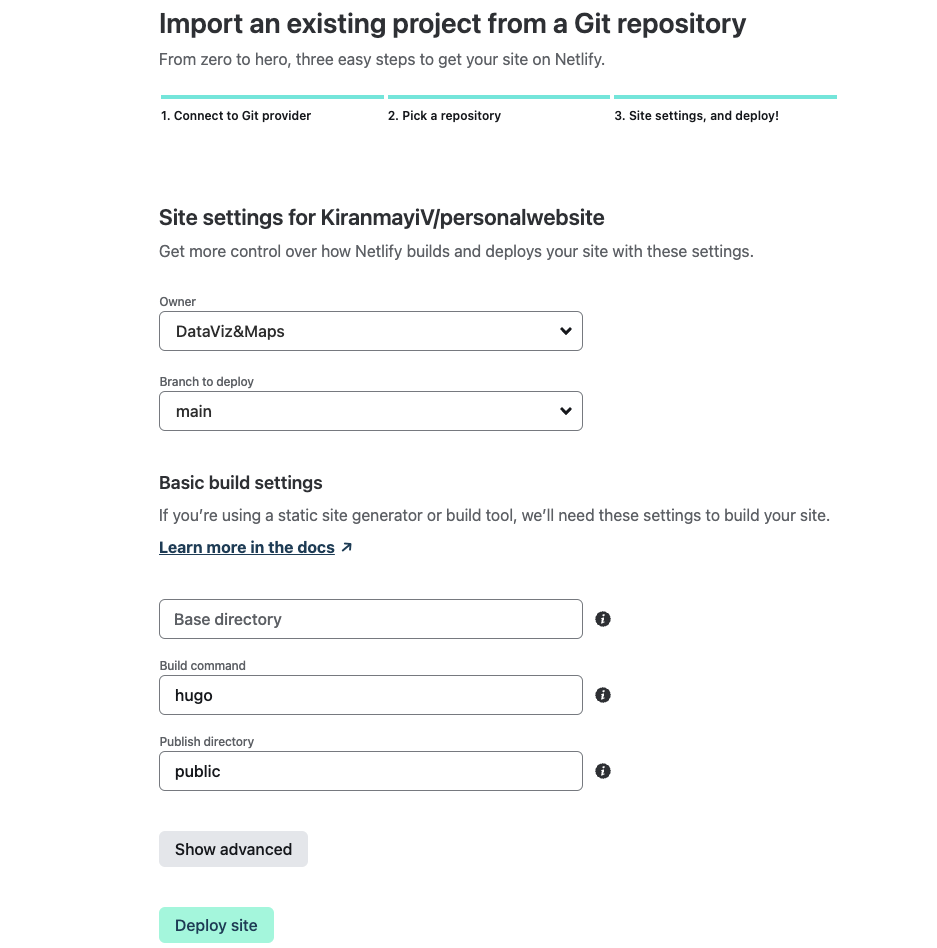 Import an existing project from a Git repository
From zero to hero, three easy steps to get your site on Netlify.
1. Connect to Git provider
2. Pick a repository
3. Site settings, and deploy!
Site settings for KiranmayiV/personalwebsite
Get more control over how Netlify builds and deploys your site with these settings.
Owner
DataViz&Maps
Branch to deploy
main
Basic build settings
If you’re using a static site generator or build tool, we’ll need these settings to build your site.
Learn more in the docs ↗
Base directory
Build command
hugo
Publish directory
public
Show advanced
Deploy site